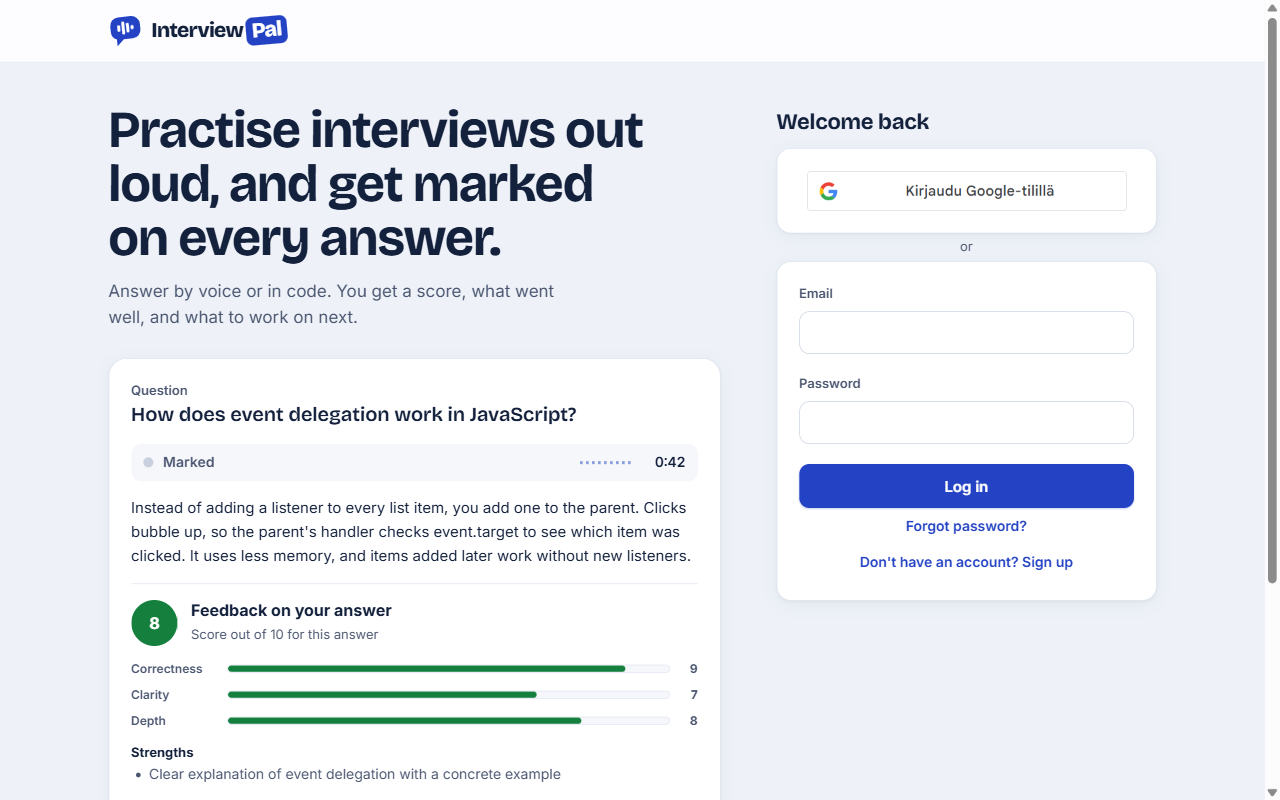 Interview Pal
Practise interviews out
loud, and get marked
on every answer.
Answer by voice or in code. You get a score, what went
well, and what to work on next.
Question
How does event delegation work in JavaScript?
Marked
0:42
Instead of adding a listener to every list item, you add one to the parent. Clicks
bubble up, so the parent's handler checks event.target to see which item was
clicked. It uses less memory, and items added later work without new listeners.
8
Feedback on your answer
Score out of 10 for this answer
Correctness 9
Clarity 7
Depth 8
Strengths
• Clear explanation of event delegation with a concrete example
Welcome back
Kirjaudu Google-tilillä
or
Email
Password
Log in
Forgot password?
Don't have an account? Sign up